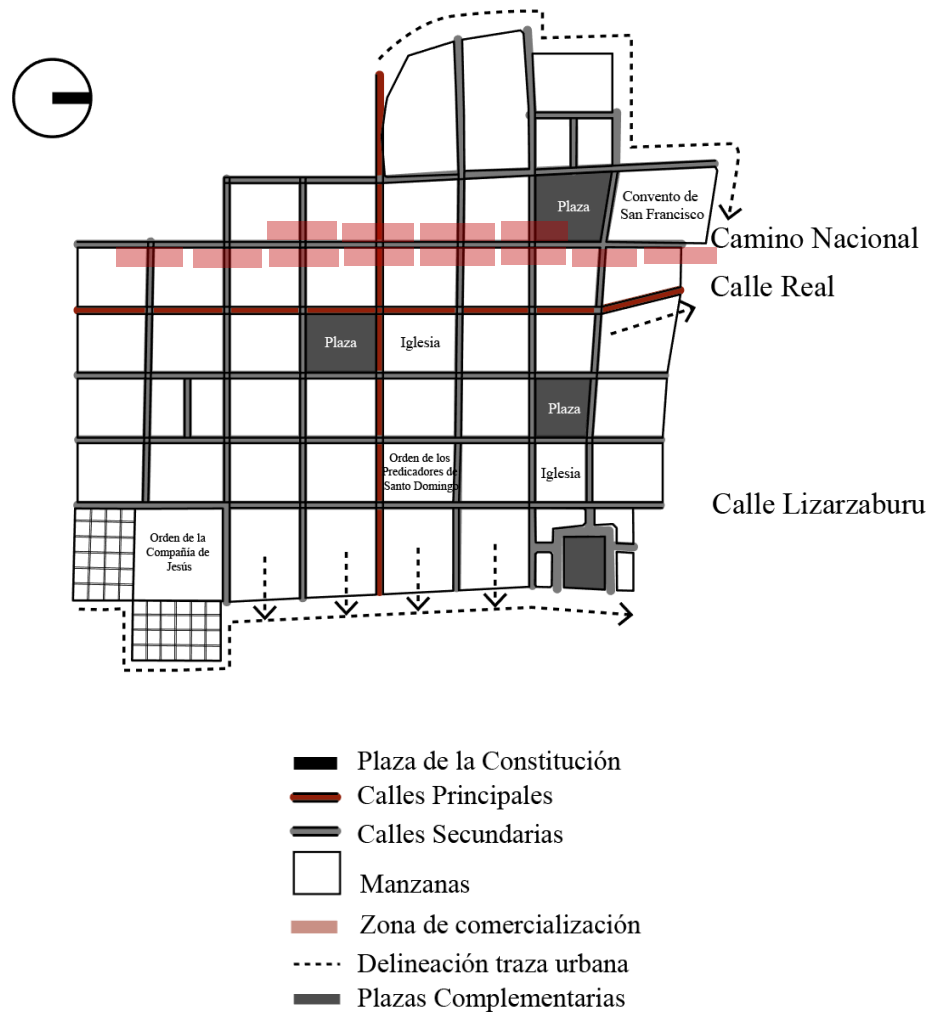 Plaza
Convento de
San Francisco
Camino Nacional
Calle Real
Plaza
Iglesia
Plaza
Orden de los
Predicadores de
Santo Domingo
Iglesia
Calle Lizarzaburu
Orden de la
Compañía de
Jesús
Plaza de la Constitución
Calles Principales
Calles Secundarias
Manzanas
Zona de comercialización
Delineación traza urbana
Plazas Complementarias